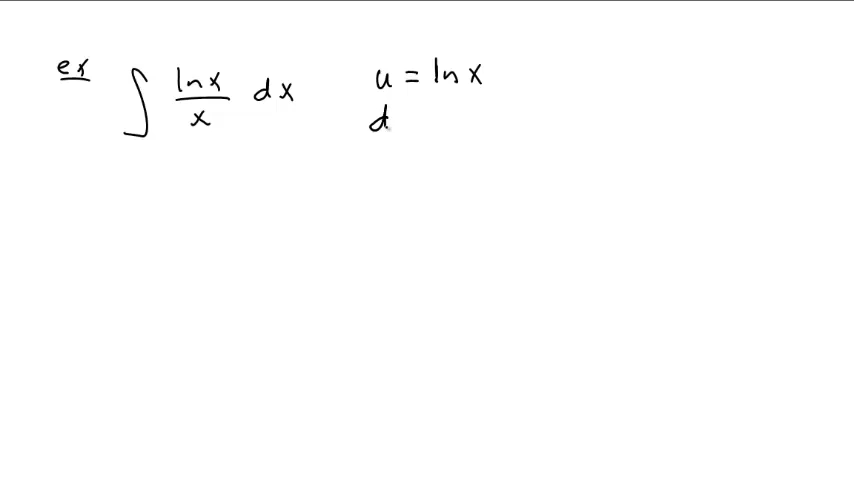 ex ∫ ln x / x dx u = ln x
d